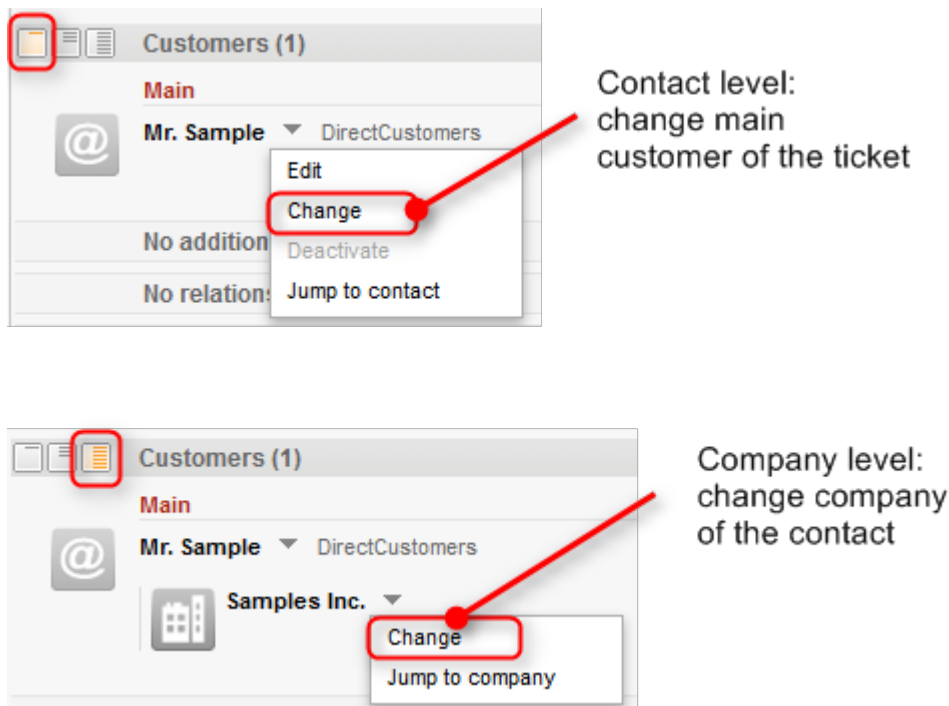 Customers (1)
Main
@
Mr. Sample DirectCustomers
Edit
Change
No addition
Deactivate
No relation
Jump to contact
Contact level:
change main
customer of the ticket
Customers (1)
Main
@
Mr. Sample DirectCustomers
Samples Inc.
Change
Jump to company
Company level:
change company
of the contact